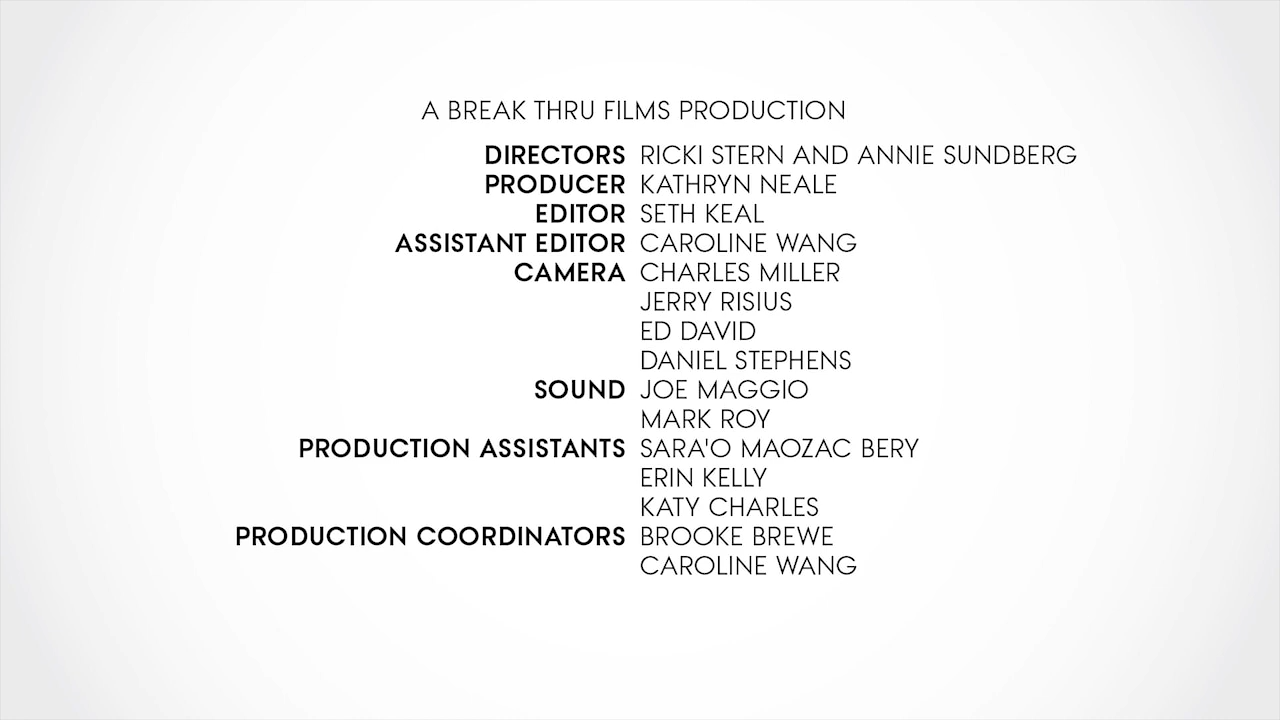 A BREAK THRU FILMS PRODUCTION
DIRECTORS RICKI STERN AND ANNIE SUNDBERG
PRODUCER KATHRYN NEALE
EDITOR SETH KEAL
ASSISTANT EDITOR CAROLINE WANG
CAMERA CHARLES MILLER
JERRY RISIUS
ED DAVID
DANIEL STEPHENS
SOUND JOE MAGGIO
MARK ROY
PRODUCTION ASSISTANTS SARA'O MAOZAC BERY
ERIN KELLY
KATY CHARLES
PRODUCTION COORDINATORS BROOKE BREWE
CAROLINE WANG